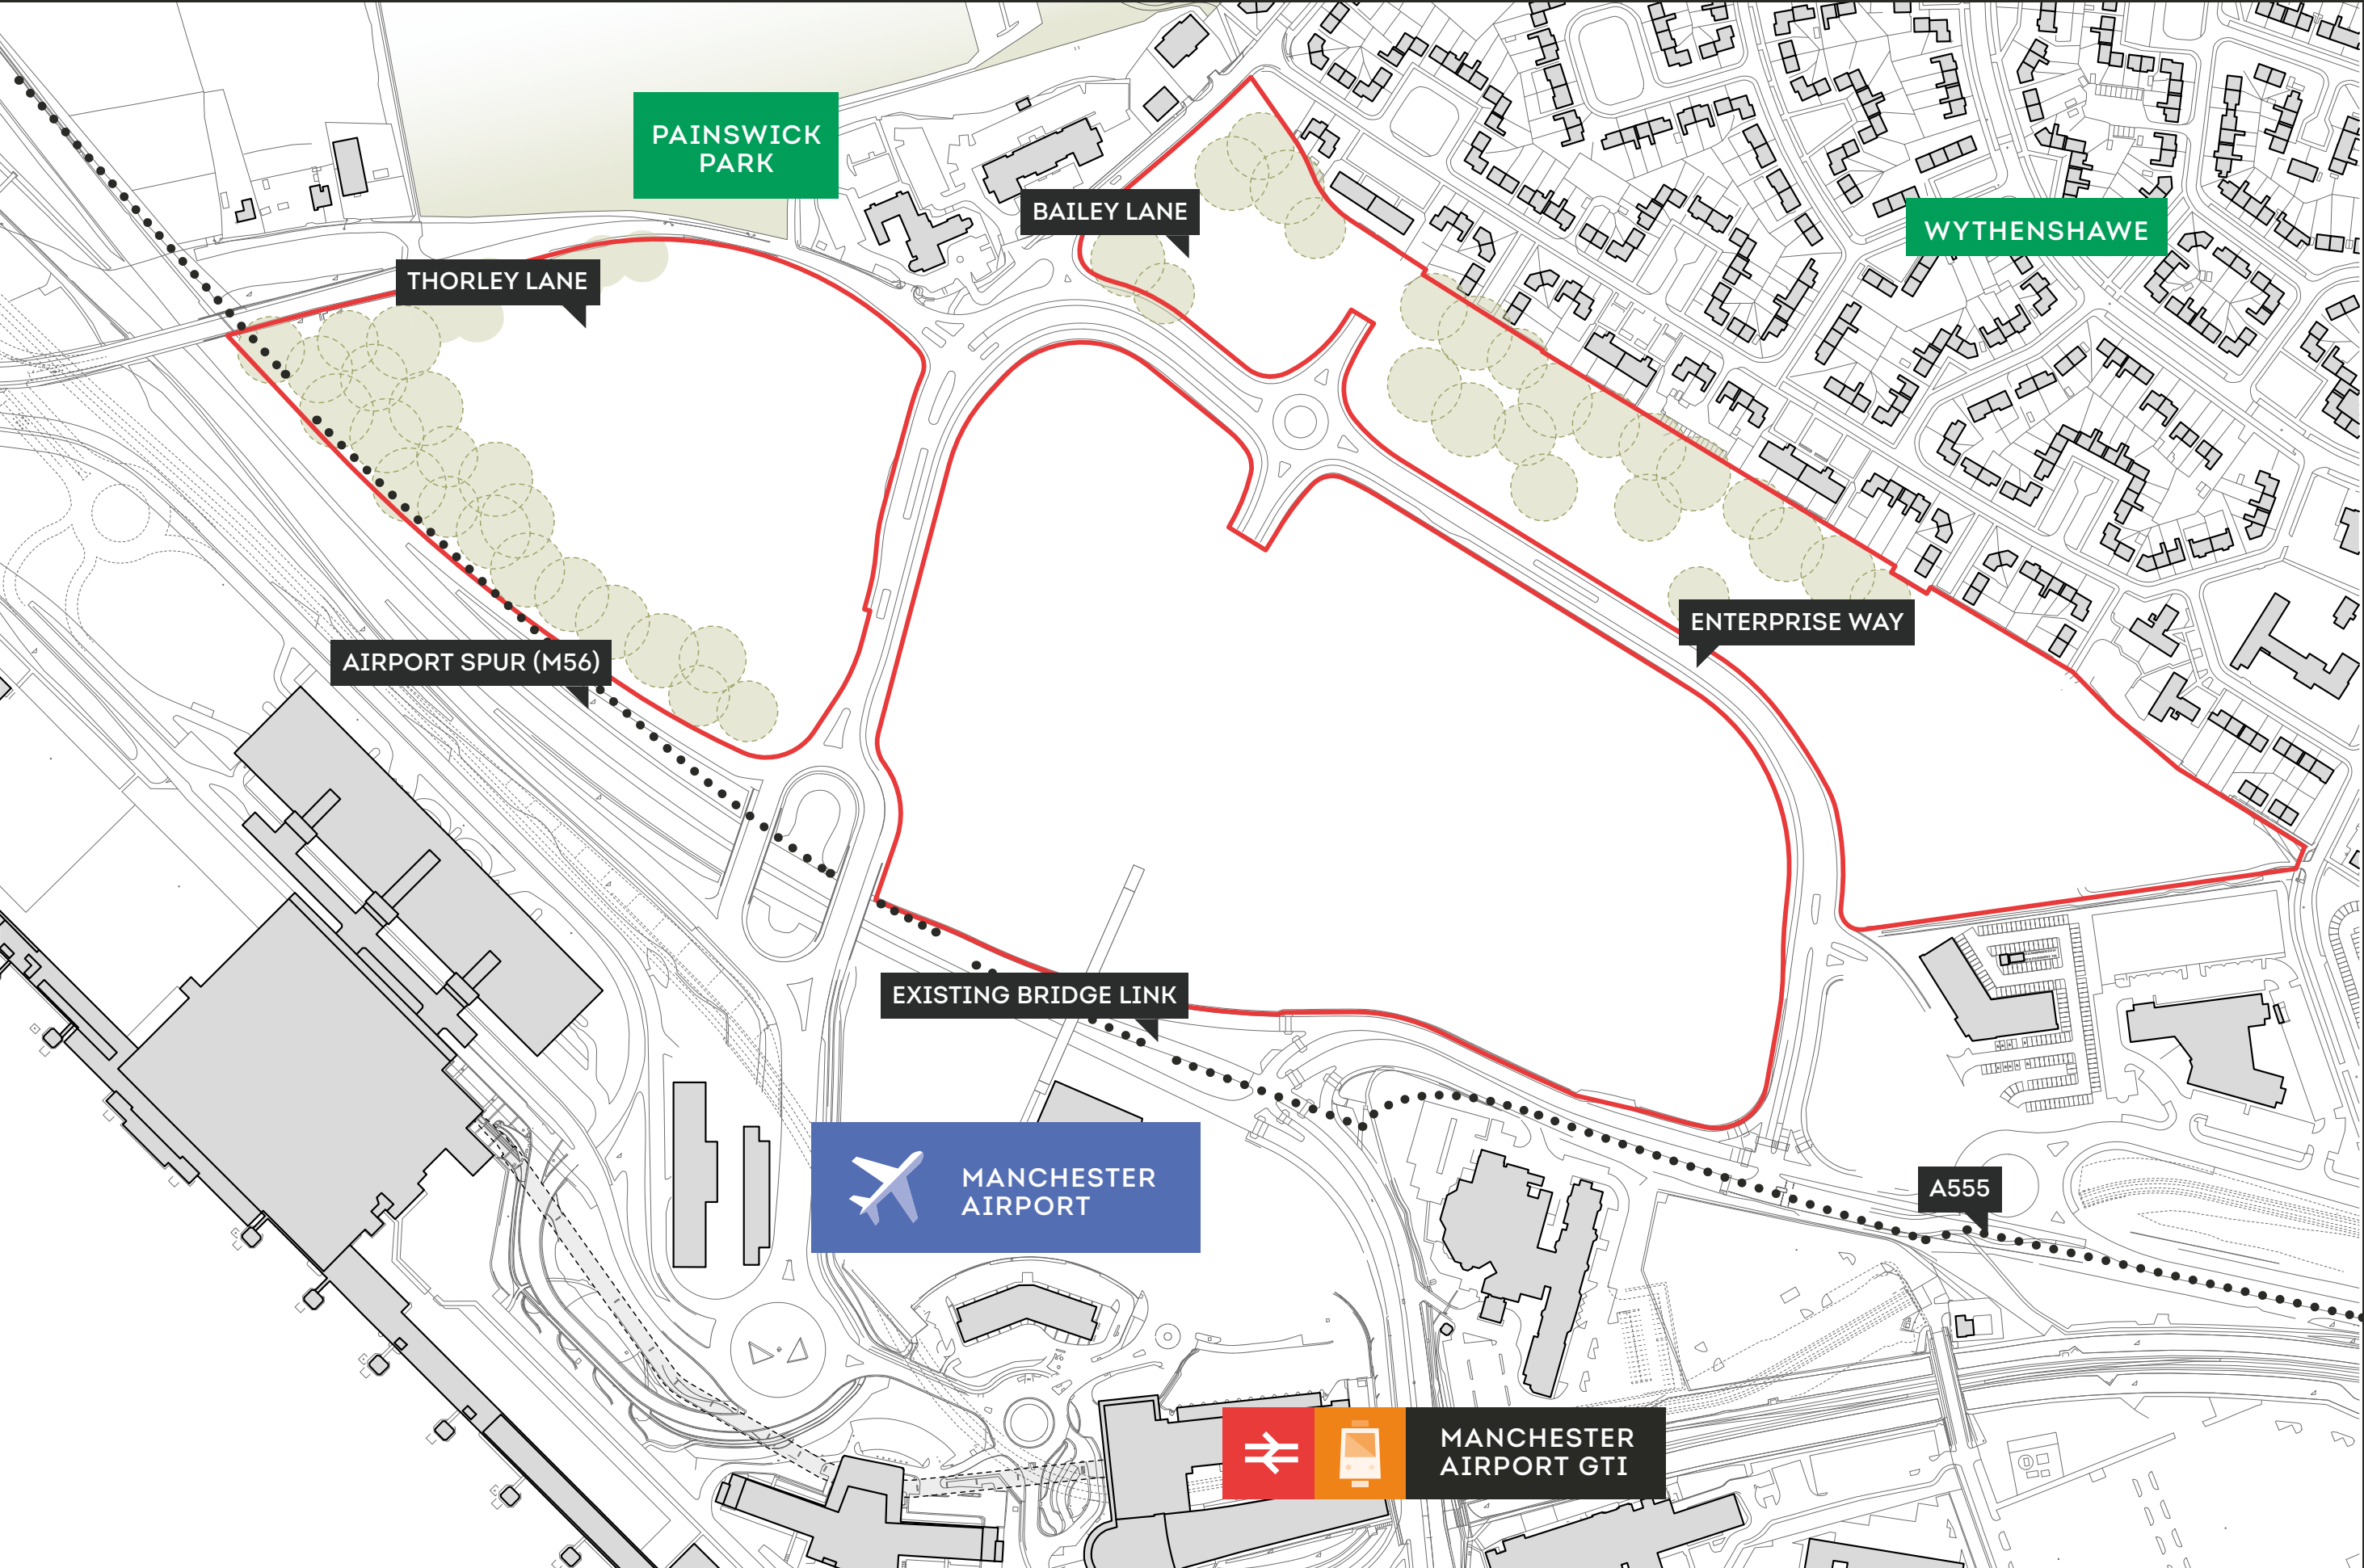 PAINSWICK
PARK
BAILEY LANE
WYTHENSHAWE
THORLEY LANE
ENTERPRISE WAY
AIRPORT SPUR (M56)
EXISTING BRIDGE LINK
MANCHESTER
AIRPORT
A555
MANCHESTER
AIRPORT GTI